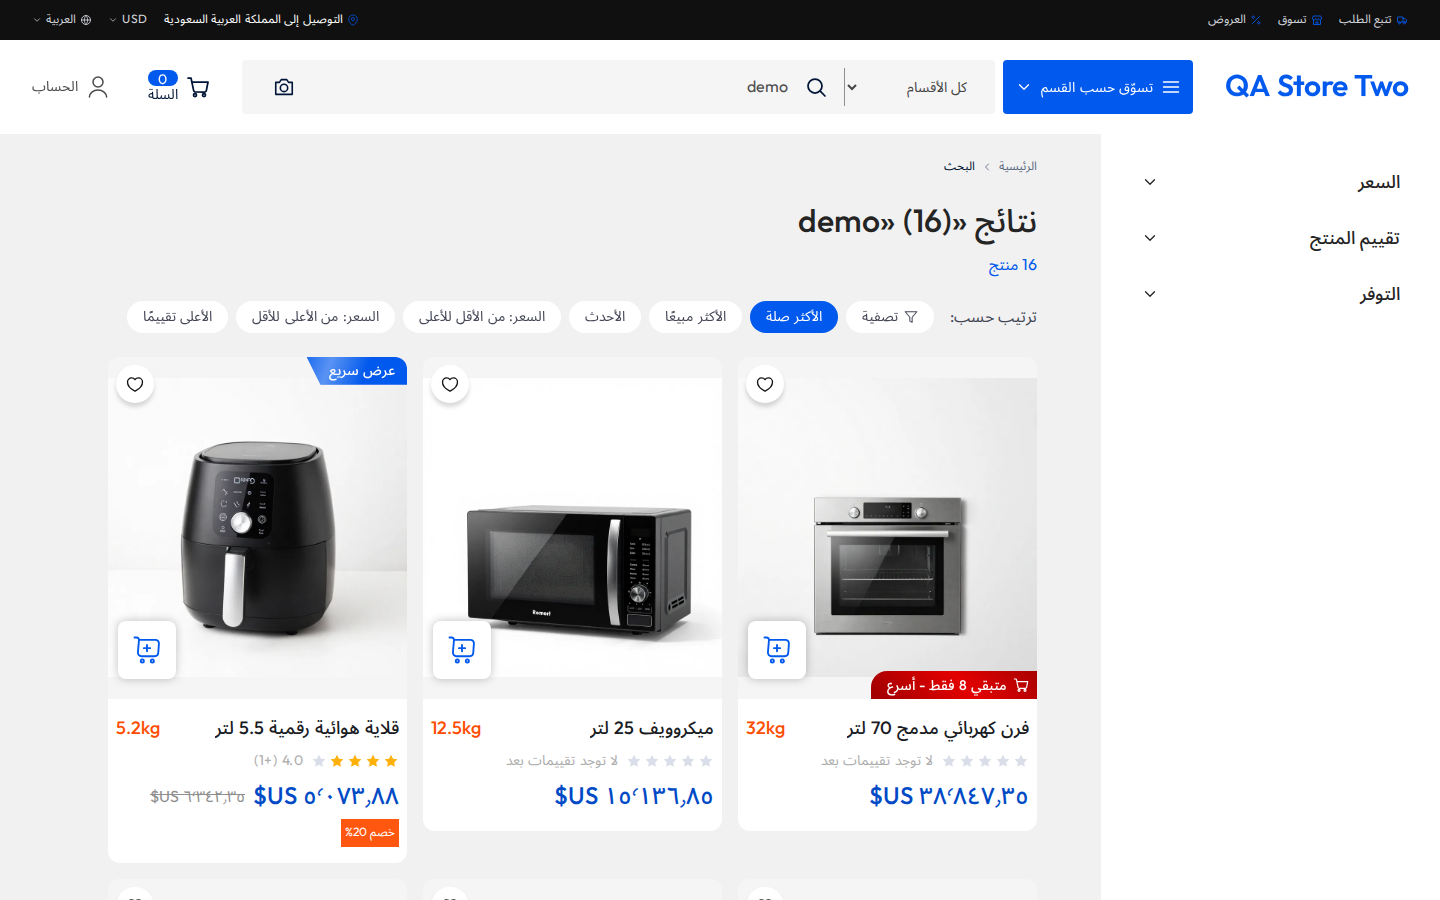 تتبع الطلب
تسوق
العروض
التوصيل إلى المملكة العربية السعودية
USD
العربية
QA Store Two
تسوّق حسب القسم
كل الأقسام
demo
0
السلة
الحساب
السعر
تقييم المنتج
التوفر
الرئيسية
البحث
نتائج «demo» (16)
16 منتج
ترتيب حسب:
تصفية
الأكثر صلة
الأكثر مبيعًا
الأحدث
السعر: من الأقل للأعلى
السعر: من الأعلى للأقل
الأعلى تقييمًا
متبقي 8 فقط - أسرع
فرن كهربائي مدمج 70 لتر
32kg
لا توجد تقييمات بعد
٣٨٬٨٤٧٫٣٥ US$
Remart
ميكروويف 25 لتر
12.5kg
لا توجد تقييمات بعد
١٥٬١٣٦٫٨٥ US$
عرض سريع
قلاية هوائية رقمية 5.5 لتر
5.2kg
4.0 (1+)
٥٬٠٧٣٫٨٨ US$
٦٬٣٤٢٫٣٥ US$
خصم 20%